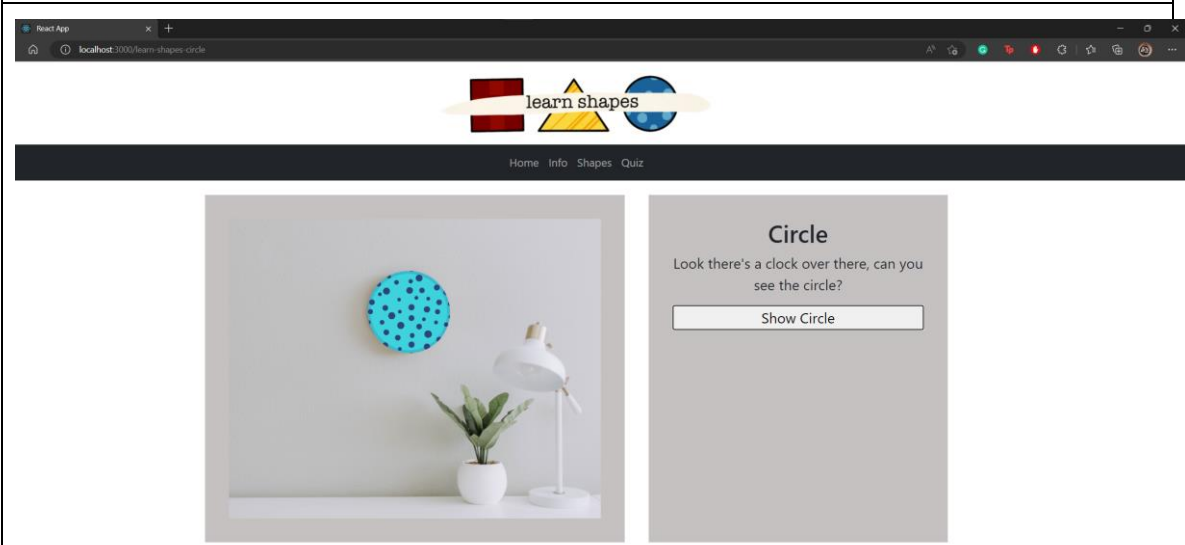 React App
localhost:3000/learn-shapes-circle
learn shapes
Home Info Shapes Quiz
Circle
Look there's a clock over there, can you
see the circle?
Show Circle